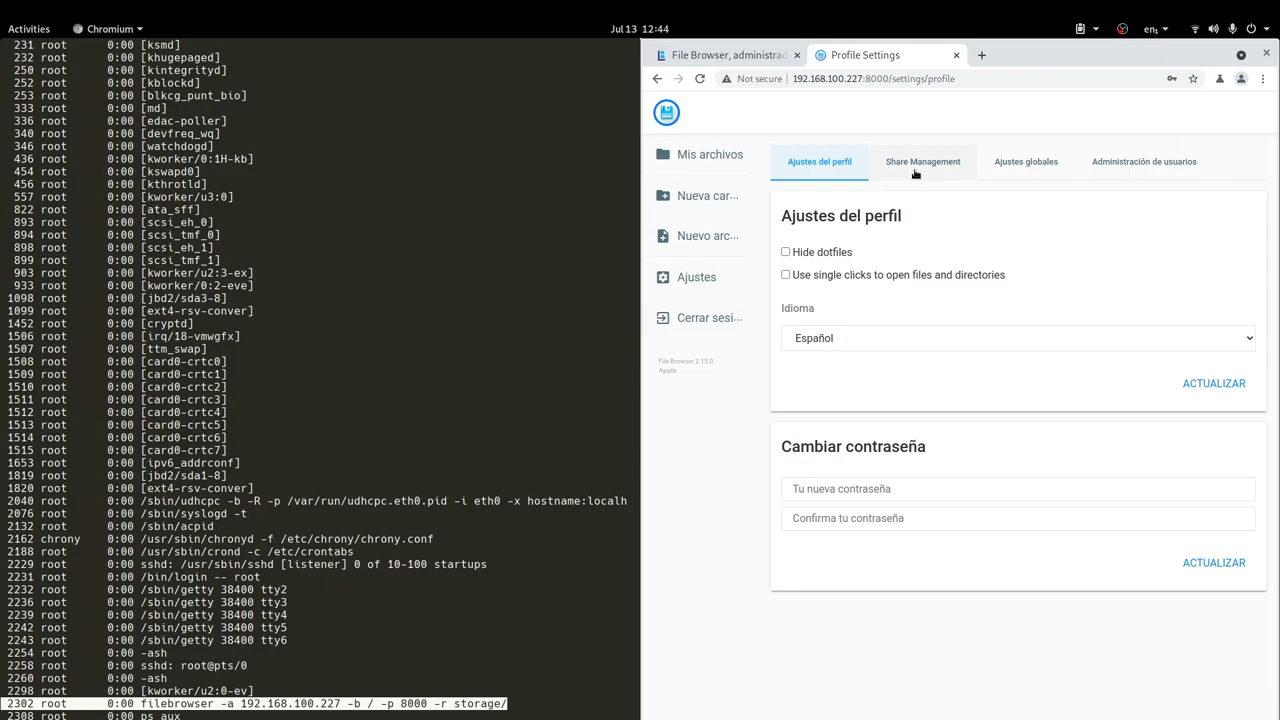 Activities
Chromium
Jul 13 12:44
en₁
231 root 0:00 [ksmd]
232 root 0:00 [khugepaged]
250 root 0:00 [kintegrityd]
252 root 0:00 [kblockd]
253 root 0:00 [blkcg_punt_bio]
333 root 0:00 [md]
336 root 0:00 [edac-poller]
340 root 0:00 [devfreq_wq]
346 root 0:00 [watchdogd]
436 root 0:00 [kworker/0:1H-kb]
454 root 0:00 [kswapd0]
456 root 0:00 [kthrotld]
557 root 0:00 [kworker/u3:0]
822 root 0:00 [ata_sff]
893 root 0:00 [scsi_eh_0]
894 root 0:00 [scsi_tmf_0]
898 root 0:00 [scsi_eh_1]
899 root 0:00 [scsi_tmf_1]
903 root 0:00 [kworker/u2:3-ex]
933 root 0:00 [kworker/0:2-eve]
1098 root 0:00 [jbd2/sda3-8]
1099 root 0:00 [ext4-rsv-conver]
1452 root 0:00 [cryptd]
1506 root 0:00 [irq/18-vmwgfx]
1507 root 0:00 [ttm_swap]
1508 root 0:00 [card0-crtc0]
1509 root 0:00 [card0-crtc1]
1510 root 0:00 [card0-crtc2]
1511 root 0:00 [card0-crtc3]
1512 root 0:00 [card0-crtc4]
1513 root 0:00 [card0-crtc5]
1514 root 0:00 [card0-crtc6]
1515 root 0:00 [card0-crtc7]
1653 root 0:00 [ipv6_addrconf]
1819 root 0:00 [jbd2/sda1-8]
1820 root 0:00 [ext4-rsv-conver]
2040 root 0:00 /sbin/udhcpc -b -R -p /var/run/udhcpc.eth0.pid -i eth0 -x hostname:localh
2076 root 0:00 /sbin/syslogd -t
2132 root 0:00 /sbin/acpid
2162 chrony 0:00 /usr/sbin/chronyd -f /etc/chrony/chrony.conf
2188 root 0:00 /usr/sbin/crond -c /etc/crontabs
2229 root 0:00 sshd: /usr/sbin/sshd [listener] 0 of 10-100 startups
2231 root 0:00 /bin/login -- root
2232 root 0:00 /sbin/getty 38400 tty2
2236 root 0:00 /sbin/getty 38400 tty3
2239 root 0:00 /sbin/getty 38400 tty4
2242 root 0:00 /sbin/getty 38400 tty5
2243 root 0:00 /sbin/getty 38400 tty6
2254 root 0:00 -ash
2258 root 0:00 sshd: root@pts/0
2260 root 0:00 -ash
2298 root 0:00 [kworker/u2:0-ev]
2302 root 0:00 filebrowser -a 192.168.100.227 -b / -p 8000 -r storage/
2308 root 0:00 ps aux
File Browser, administrad
Profile Settings
Not secure
192.168.100.227:8000/settings/profile
Mis archivos
Nueva car...
Nuevo arc...
Ajustes
Cerrar sesi...
File Browser 2.15.0
Ayuda
Ajustes del perfil
Share Management
Ajustes globales
Administración de usuarios
Ajustes del perfil
Hide dotfiles
Use single clicks to open files and directories
Idioma
Español
ACTUALIZAR
Cambiar contraseña
Tu nueva contraseña
Confirma tu contraseña
ACTUALIZAR